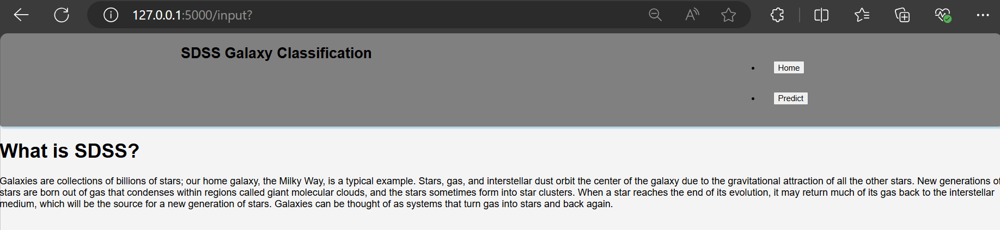 127.0.0.1:5000/input?
SDSS Galaxy Classification
Home
Predict
What is SDSS?
Galaxies are collections of billions of stars; our home galaxy, the Milky Way, is a typical example. Stars, gas, and interstellar dust orbit the center of the galaxy due to the gravitational attraction of all the other stars. New generations of
stars are born out of gas that condenses within regions called giant molecular clouds, and the stars sometimes form into star clusters. When a star reaches the end of its evolution, it may return much of its gas back to the interstellar
medium, which will be the source for a new generation of stars. Galaxies can be thought of as systems that turn gas into stars and back again.